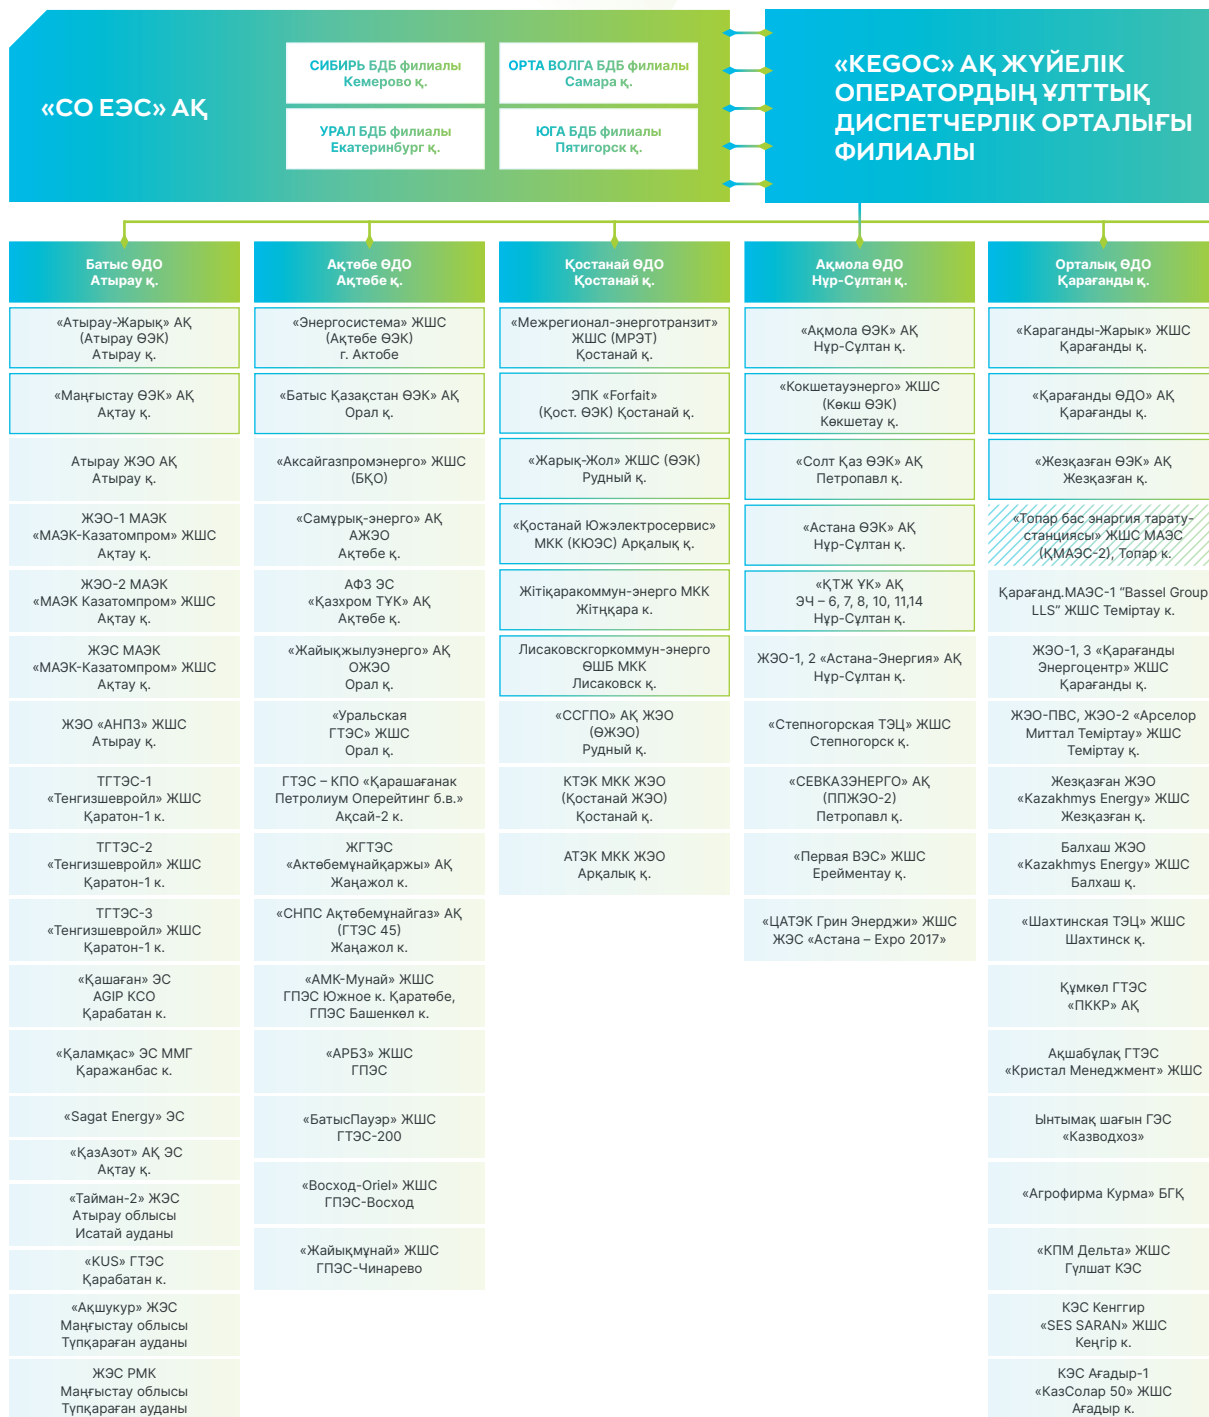 «СО ЕЭС» АҚ
СИБИРЬ БДБ филиалы
Кемерово қ.
ОРТА ВОЛГА БДБ филиалы
Самара қ.
УРАЛ БДБ филиалы
Екатеринбург қ.
ЮГА БДБ филиалы
Пятигорск қ.
«KEGOC» АҚ ЖҮЙЕЛІК
ОПЕРАТОРДЫҢ ҰЛТТЫҚ
ДИСПЕТЧЕРЛІК ОРТАЛЫҒЫ
ФИЛИАЛЫ
Батыс ӨДО
Атырау қ.
«Атырау-Жарық» АҚ
(Атырау ӨЭК)
Атырау қ.
«Маңғыстау ӨЭК» АҚ
Ақтау қ.
Атырау ЖЭО АҚ
Атырау қ.
ЖЭО-1 МАЭК
«МАЭК-Казатомпром» ЖШС
Ақтау қ.
ЖЭО-2 МАЭК
«МАЭК Казатомпром» ЖШС
Ақтау қ.
ЖЭС МАЭК
«МАЭК-Казатомпром» ЖШС
Ақтау қ.
ЖЭО «АНПЗ» ЖШС
Атырау қ.
ТГТЭС-1
«Тенгизшевройл» ЖШС
Қаратон-1 к.
ТГТЭС-2
«Тенгизшевройл» ЖШС
Қаратон-1 к.
ТГТЭС-3
«Тенгизшевройл» ЖШС
Қаратон-1 к.
«Қашаған» ЭС
AGIP КСО
Қарабатан к.
«Қаламқас» ЭС ММГ
Қаражанбас к.
«Sagat Energy» ЭС
«ҚазАзот» АҚ ЭС
Ақтау қ.
«Тайман-2» ЖЭС
Атырау облысы
Исатай ауданы
«KUS» ГТЭС
Қарабатан к.
«Ақшукур» ЖЭС
Маңғыстау облысы
Түпқараған ауданы
ЖЭС РМК
Маңғыстау облысы
Түпқараған ауданы
Ақтөбе ӨДО
Ақтөбе қ.
«Энергосистема» ЖШС
(Ақтөбе ӨЭК)
г. Актобе
«Батыс Қазақстан ӨЭК» АҚ
Орал қ.
«Аксайгазпромэнерго» ЖШС
(БҚО)
«Самұрық-энерго» АҚ
АЖЭО
Ақтөбе қ.
АФЗ ЭС
«Қазхром ТҰК» АҚ
Ақтөбе қ.
«Жайықжылуэнерго» АҚ
ОЖЭО
Орал қ.
«Уральская
ГТЭС» ЖШС
Орал қ.
ГТЭС – КПО «Қарашағанак
Петролиум Оперейтинг б.в.»
Ақсай-2 к.
ЖГТЭС
«Актөбемұнайқаржы» АҚ
Жаңажол к.
«СНПС Ақтөбемұнайгаз» АҚ
(ГТЭС 45)
Жаңажол к.
«АМК-Мунай» ЖШС
ГПЭС Южное к. Қаратөбе,
ГПЭС Башенкөл к.
«АРБЗ» ЖШС
ГПЭС
«БатысПауэр» ЖШС
ГТЭС-200
«Восход-Oriel» ЖШС
ГПЭС-Восход
«Жайықмұнай» ЖШС
ГПЭС-Чинарево
Қостанай ӨДО
Қостанай қ.
«Межрегионал-энерготранзит»
ЖШС (МРЭТ)
Қостанай қ.
ЭПК «Forfait»
(Қост. ӨЭК) Қостанай қ.
«Жарық-Жол» ЖШС (ӨЭК)
Рудный қ.
«Қостанай Южэлектросервис»
МКК (КЮЭС) Арқалық қ.
Жітіқаракоммун-энерго МКК
Жітңқара к.
Лисаковскгоркоммун-энерго
ӨШБ МКК
Лисаковск қ.
«ССГПО» АҚ ЖЭО
(ӨЖЭО)
Рудный қ.
КТЭК МКК ЖЭО
(Қостанай ЖЭО)
Қостанай қ.
АТЭК МКК ЖЭО
Арқалық қ.
Ақмола ӨДО
Нұр-Сұлтан қ.
«Ақмола ӨЭК» АҚ
Нұр-Сұлтан қ.
«Кокшетауэнерго» ЖШС
(Көкш ӨЭК)
Көкшетау қ.
«Солт Қаз ӨЭК» АҚ
Петропавл қ.
«Астана ӨЭК» АҚ
Нұр-Сұлтан қ.
«ҚТЖ ҰК» АҚ
ЭЧ – 6, 7, 8, 10, 11,14
Нұр-Сұлтан қ.
ЖЭО-1, 2 «Астана-Энергия» АҚ
Нұр-Сұлтан қ.
«Степногорская ТЭЦ» ЖШС
Степногорск қ.
«СЕВКАЗЭНЕРГО» АҚ
(ППЖЭО-2)
Петропавл қ.
«Первая ВЭС» ЖШС
Ерейментау қ.
«ЦАТЭК Грин Энерджи» ЖШС
ЖЭС «Астана – Expo 2017»
Орталық ӨДО
Қарағанды қ.
«Караганды-Жарык» ЖШС
Қарағанды қ.
«Қарағанды ӨДО» АҚ
Қарағанды қ.
«Жезқазған ӨЭК» АҚ
Жезқазған қ.
«Топар бас энаргия тарату-
станциясы» ЖШС МАЭС
(ҚМАЭС-2), Топар к.
Қарағанд.МАЭС-1 “Bassel Group
LLS” ЖШС Теміртау к.
ЖЭО-1, 3 «Қарағанды
Энергоцентр» ЖШС
Қарағанды қ.
ЖЭО-ПВС, ЖЭО-2 «Арселор
Миттал Теміртау» ЖШС
Теміртау қ.
Жезқазған ЖЭО
«Kazakhmys Energy» ЖШС
Жезқазған қ.
Балхаш ЖЭО
«Kazakhmys Energy» ЖШС
Балхаш қ.
«Шахтинская ТЭЦ» ЖШС
Шахтинск қ.
Құмкөл ГТЭС
«ПККР» АҚ
Ақшабұлақ ГТЭС
«Кристал Менеджмент» ЖШС
Ынтымақ шағын ГЭС
«Казводхоз»
«Агрофирма Курма» БГҚ
«КПМ Дельта» ЖШС
Гүлшат КЭС
КЭС Кенггир
«SES SARAN» ЖШС
Кеңгір к.
КЭС Ағадыр-1
«КазСолар 50» ЖШС
Ағадыр к.